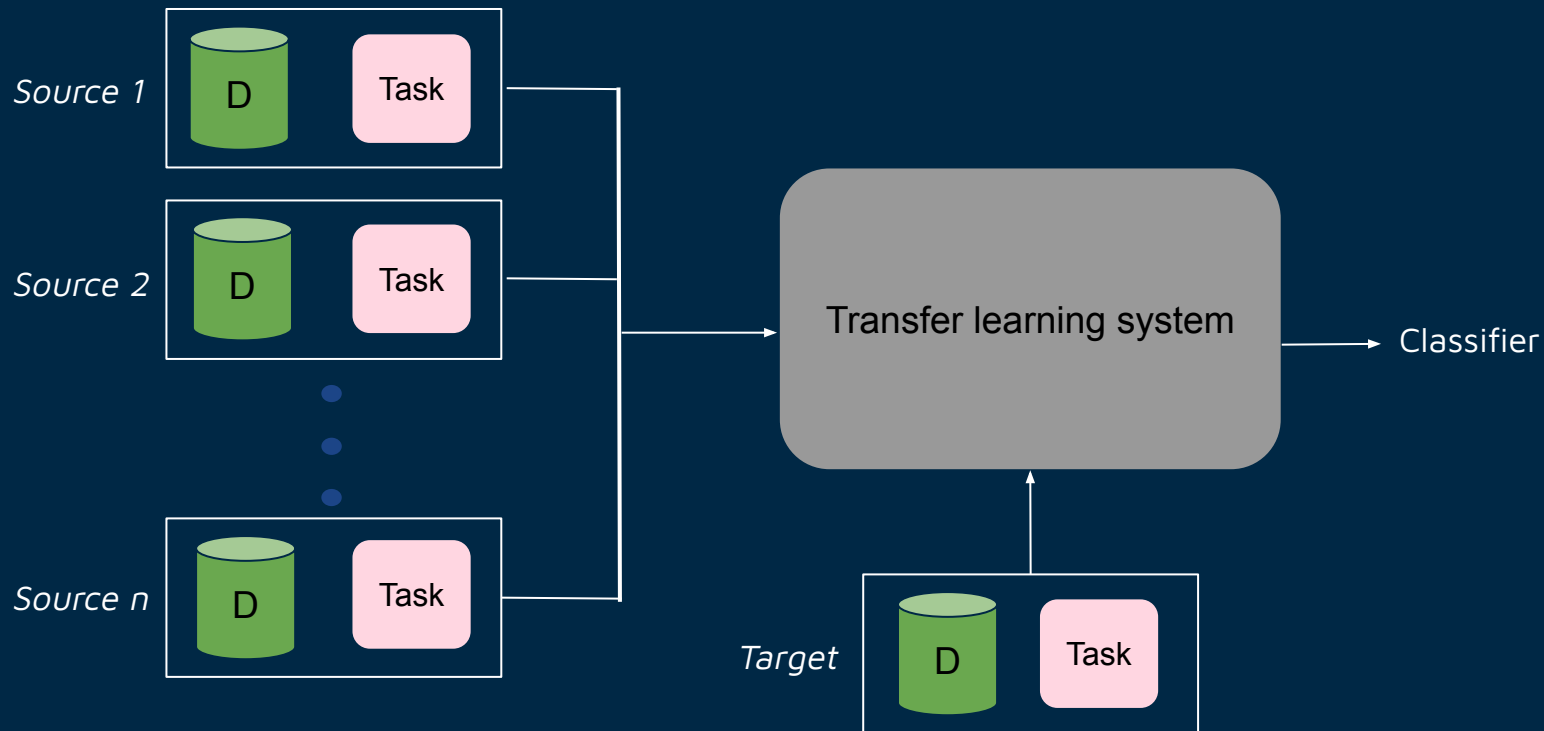 Source 1
D
Task
Source 2
D
Task
Transfer learning system
Classifier
Source n
D
Task
Target
D
Task